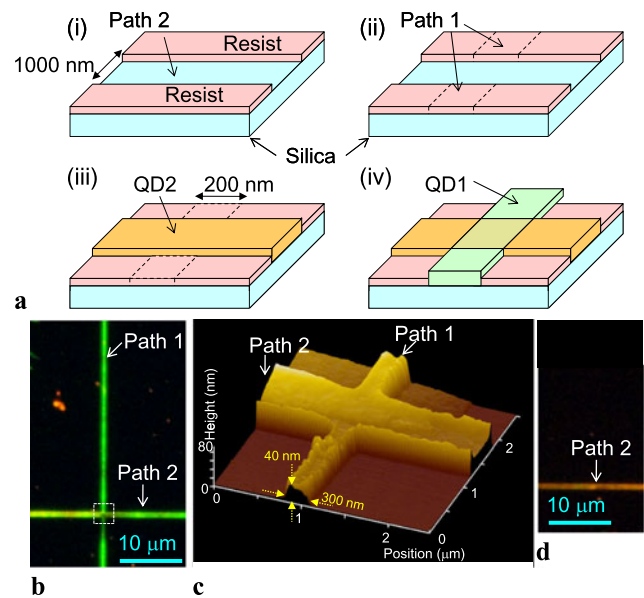 (i)
Path 2
Resist
1000 nm
Resist
(ii)
Path 1
Silica
(iii)
QD2
200 nm
(iv)
QD1
a
Path 1
Path 2
10 μm
b
Path 2
Path 1
Height (nm)
80
40 nm
0
300 nm
0
1
2
Position (μm)
0
1
2
c
Path 2
10 μm
d